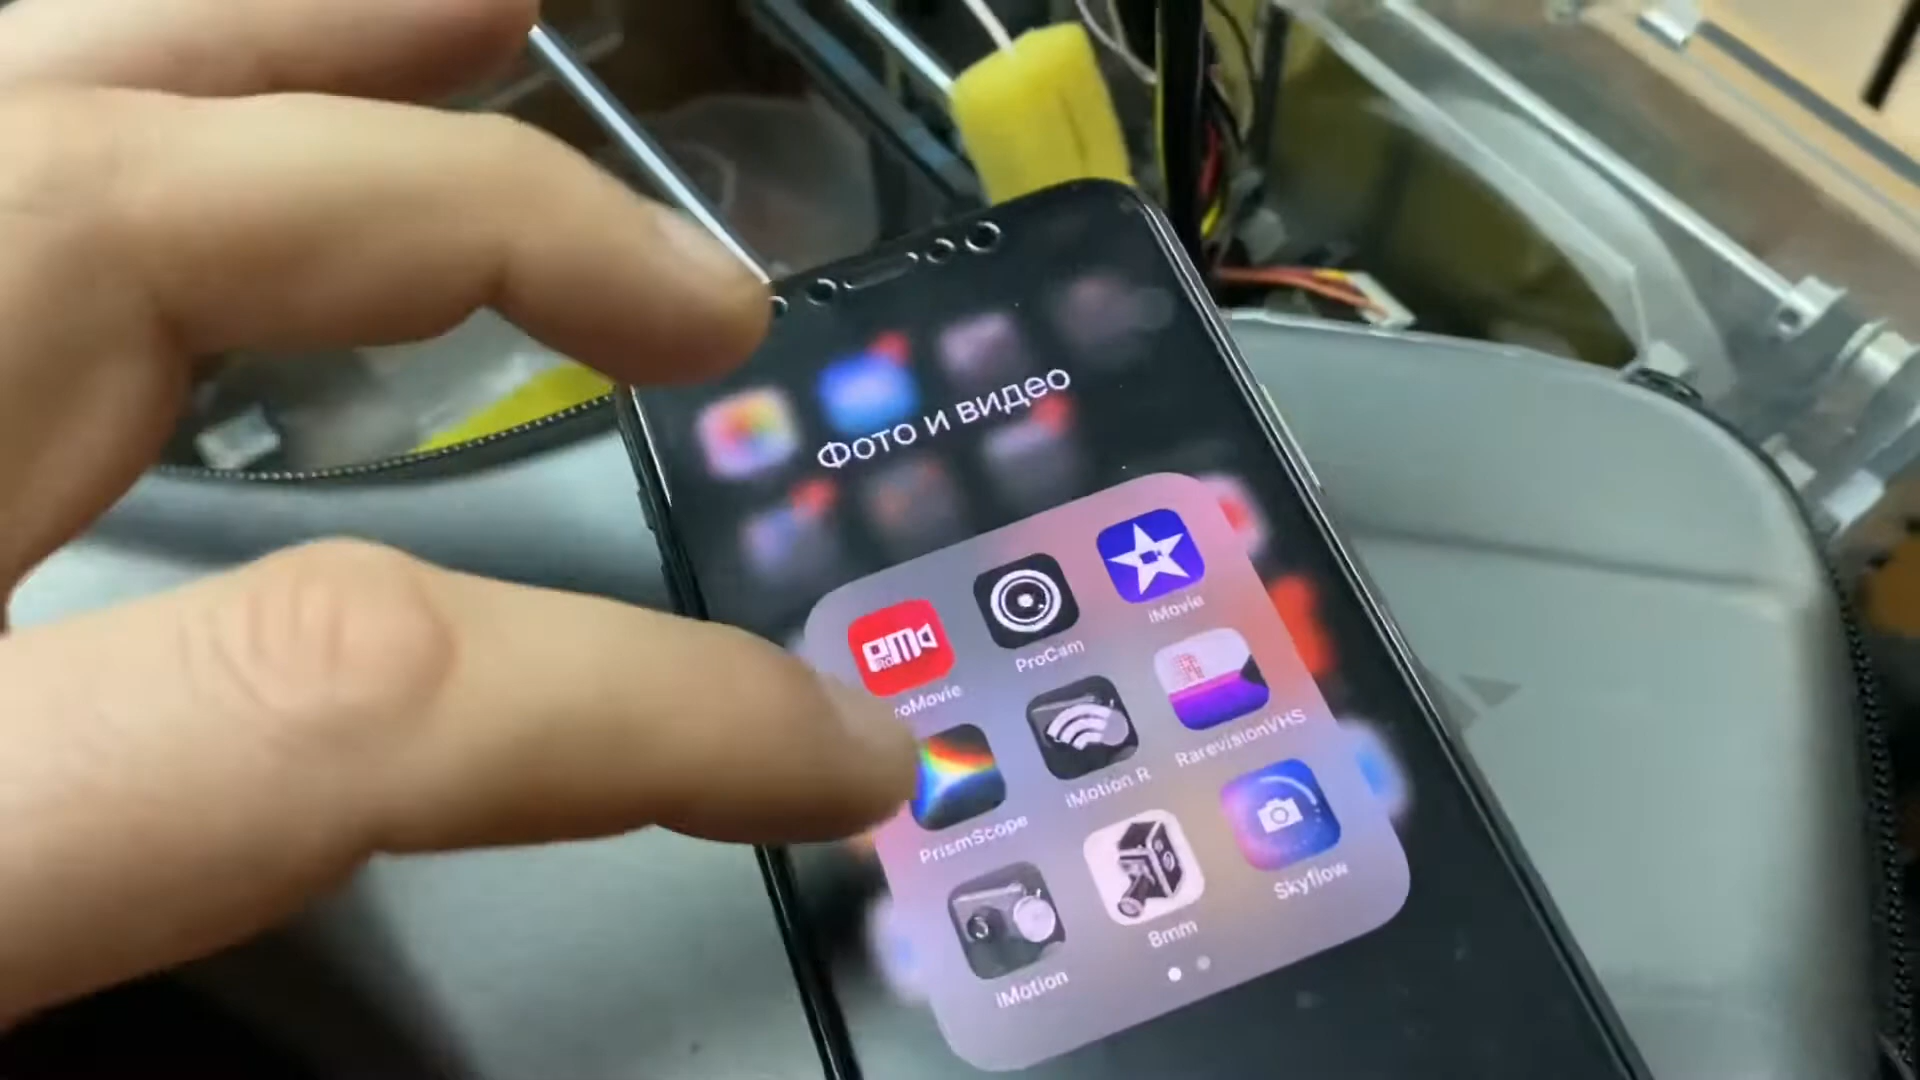 Фото и видео
roMovie
ProCam
iMovie
PrismScope
iMotion R
RarevisionVHS
iMotion
8mm
Skyflow